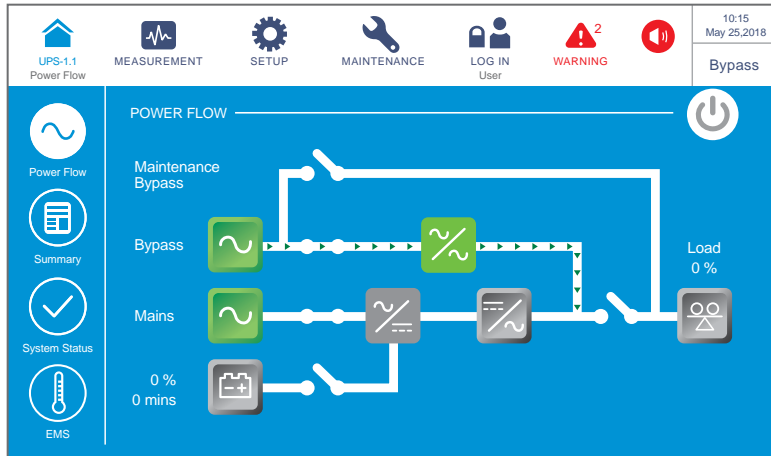 UPS-1.1
Power Flow
MEASUREMENT
SETUP
MAINTENANCE
LOG IN
User
2
WARNING
10:15
May 25,2018
Bypass
Power Flow
Summary
System Status
EMS
POWER FLOW
Maintenance
Bypass
Bypass
Mains
0 %
0 mins
Load
0 %